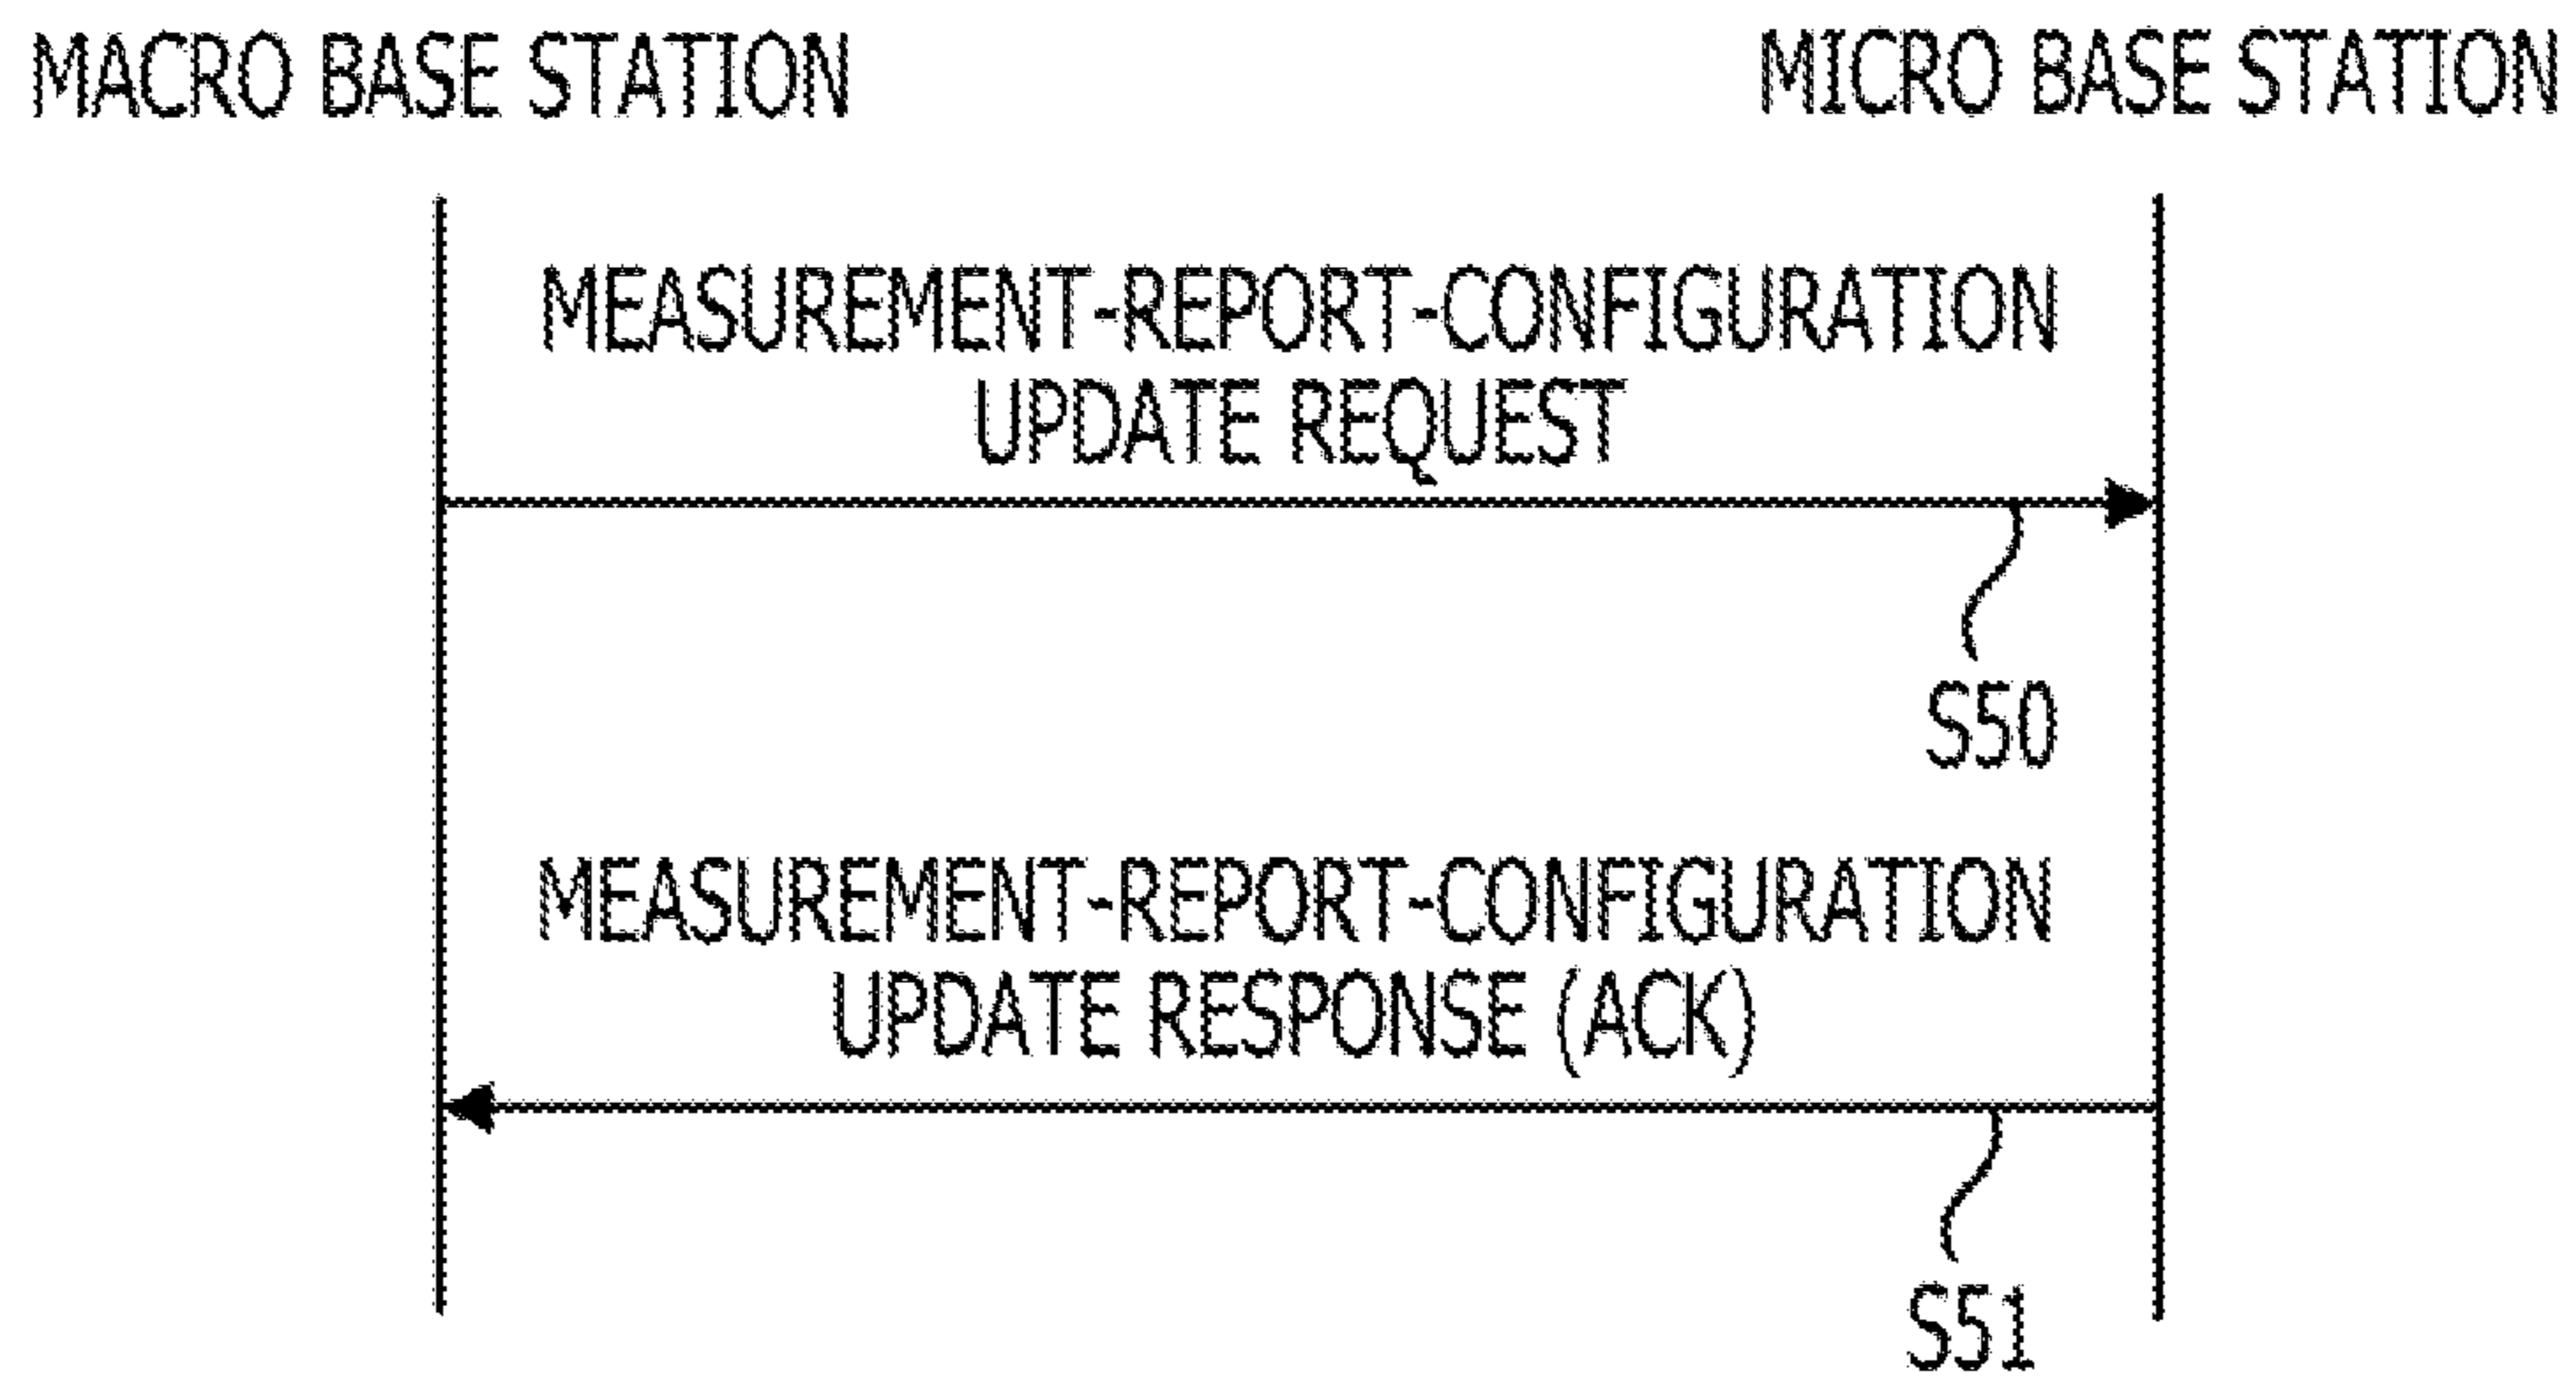 MACRO BASE STATION
MICRO BASE STATION
MEASUREMENT-REPORT-CONFIGURATION
UPDATE REQUEST
S50
MEASUREMENT-REPORT-CONFIGURATION
UPDATE RESPONSE (ACK)
S51